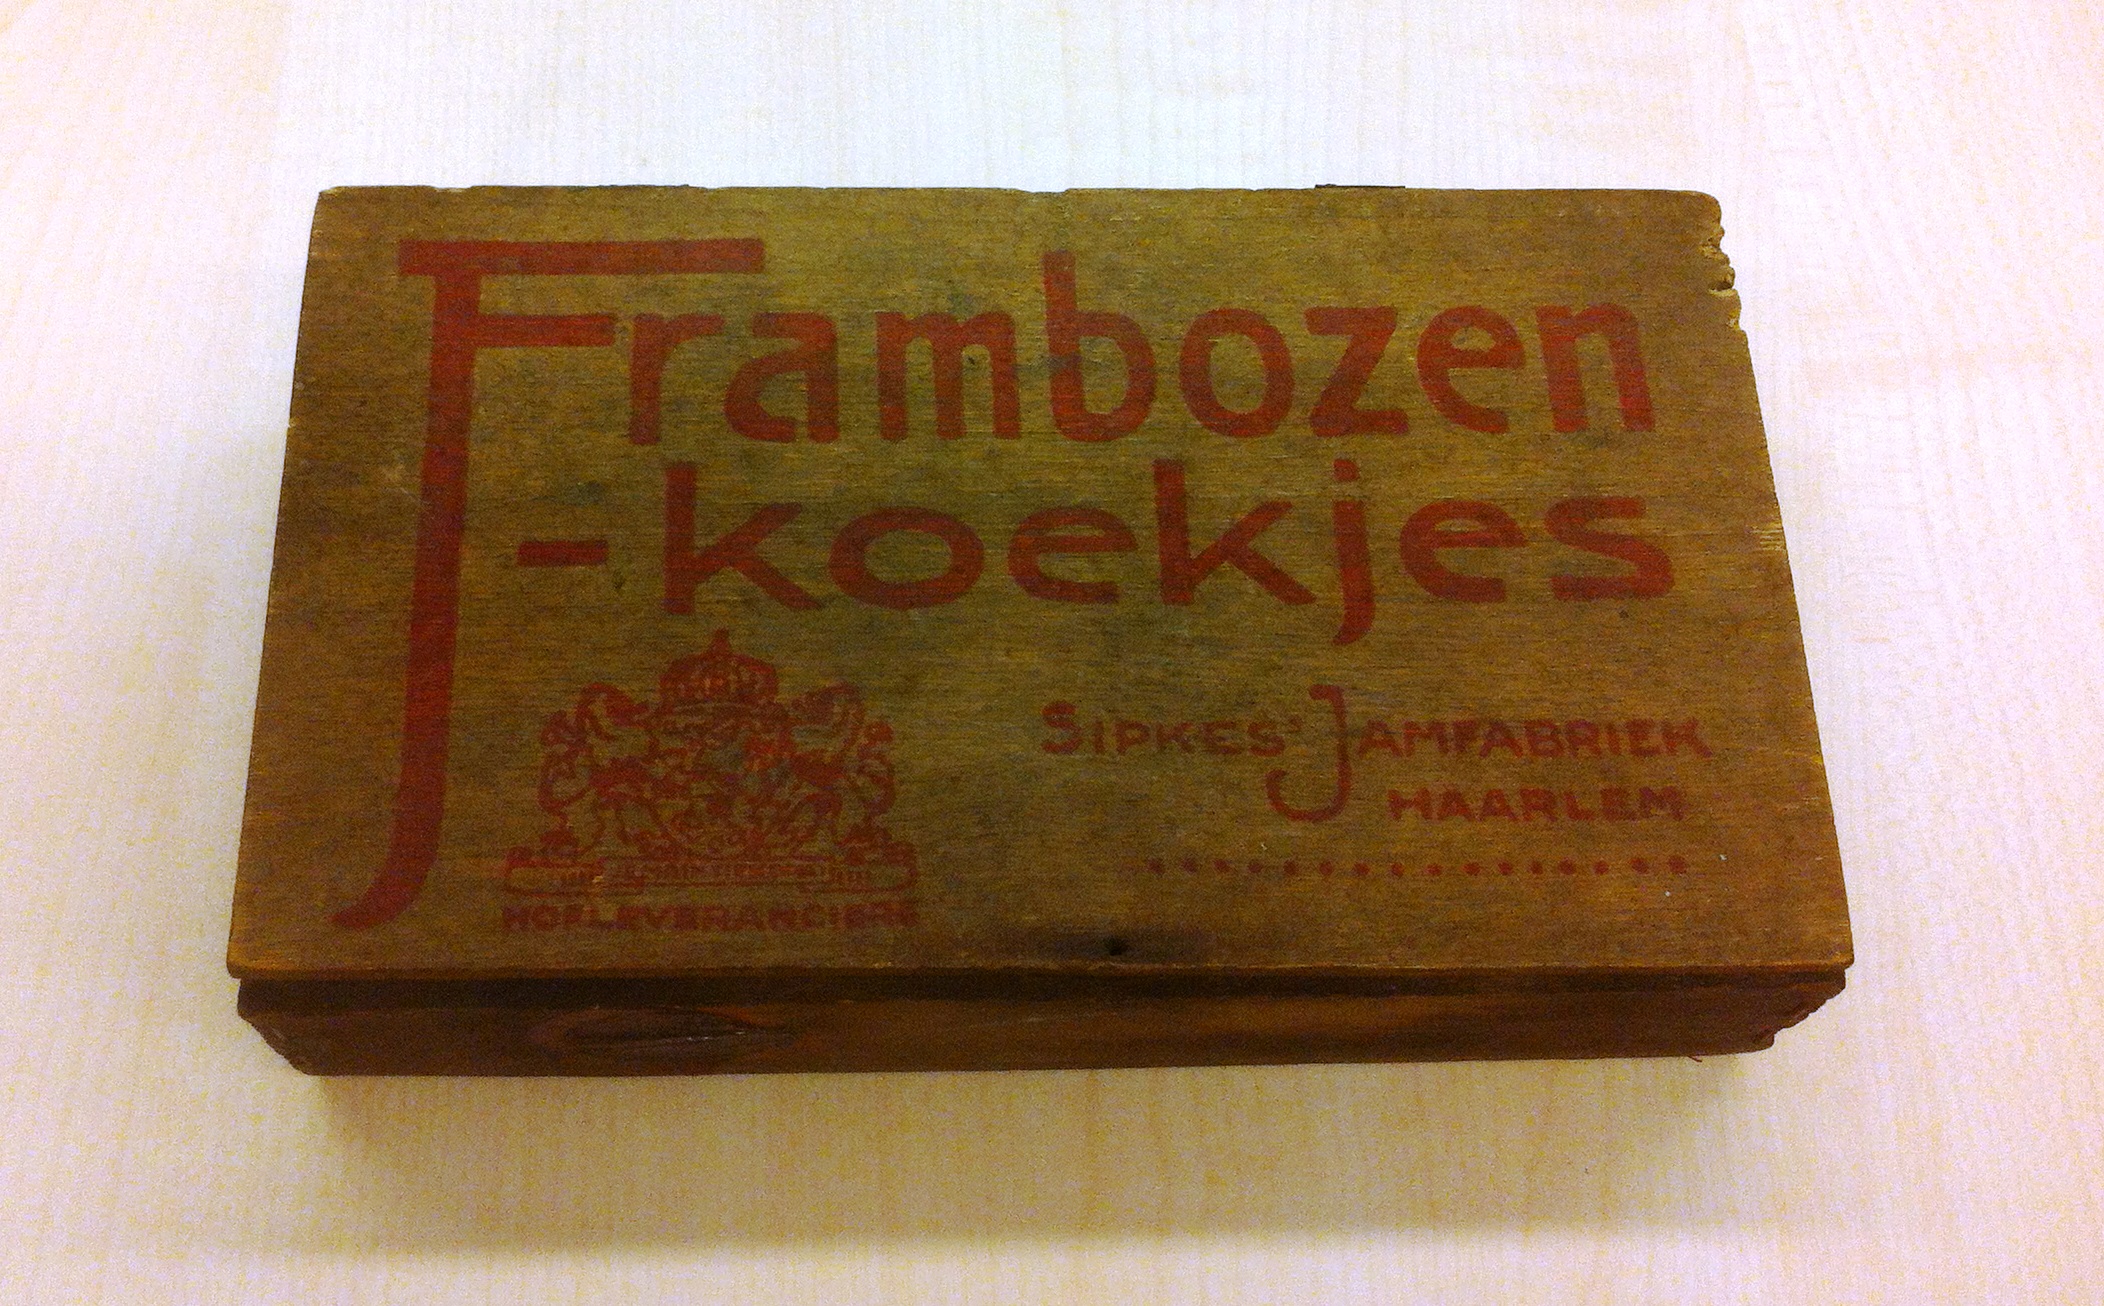 Frambozen
-koekjes
SIPKES' JAMFABRIEK
HAARLEM
HOFLEVERANCIERS